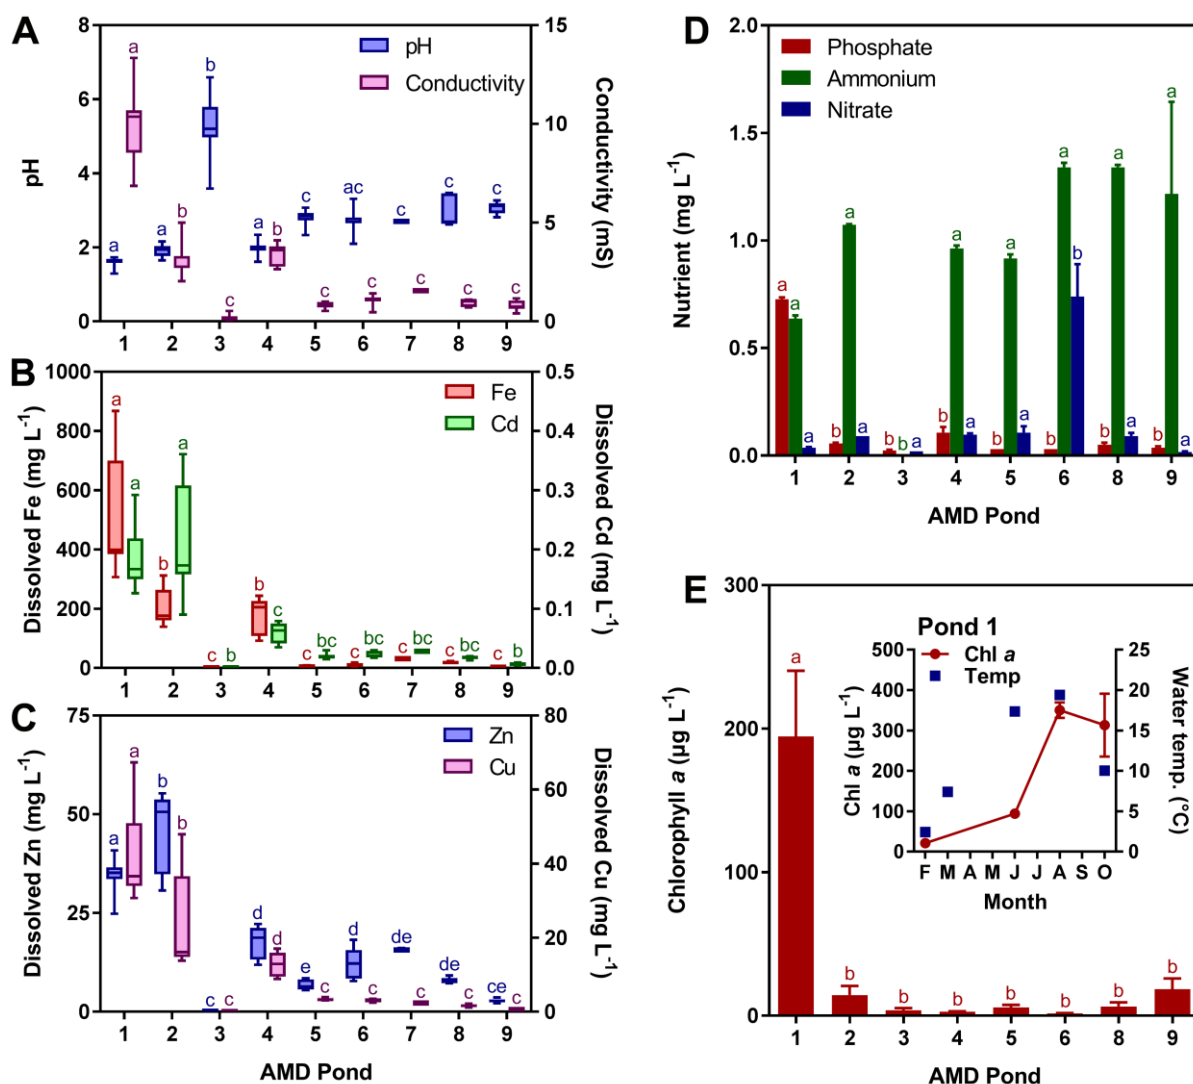 A
pH
Conductivity
8
6
4
2
0
pH
15
10
5
0
Conductivity (mS)
a a b a c ac c c c
a b c b c c c c c
1 2 3 4 5 6 7 8 9
B
Fe
Cd
1000
800
600
400
200
0
Dissolved Fe (mg L⁻¹)
0.5
0.4
0.3
0.2
0.1
0.0
Dissolved Cd (mg L⁻¹)
a b c b c c c c c
a a b c bc bc bc bc b
1 2 3 4 5 6 7 8 9
C
Zn
Cu
75
50
25
0
Dissolved Zn (mg L⁻¹)
80
60
40
20
0
Dissolved Cu (mg L⁻¹)
a b c d e d de de ce
a b c d c c c c c
1 2 3 4 5 6 7 8 9
AMD Pond
D
Phosphate
Ammonium
Nitrate
2.0
1.5
1.0
0.5
0.0
Nutrient (mg L⁻¹)
a b b b b b b b
a a b a a a a a
a a a a a b a a
1 2 3 4 5 6 8 9
AMD Pond
E
300
200
100
0
Chlorophyll a (µg L⁻¹)
a b b b b b b b
1 2 3 4 5 6 8 9
AMD Pond
Pond 1
Chl a
Temp
500
400
300
200
100
0
Chl a (µg L⁻¹)
25
20
15
10
5
0
Water temp. (°C)
F M A M J J A S O
Month